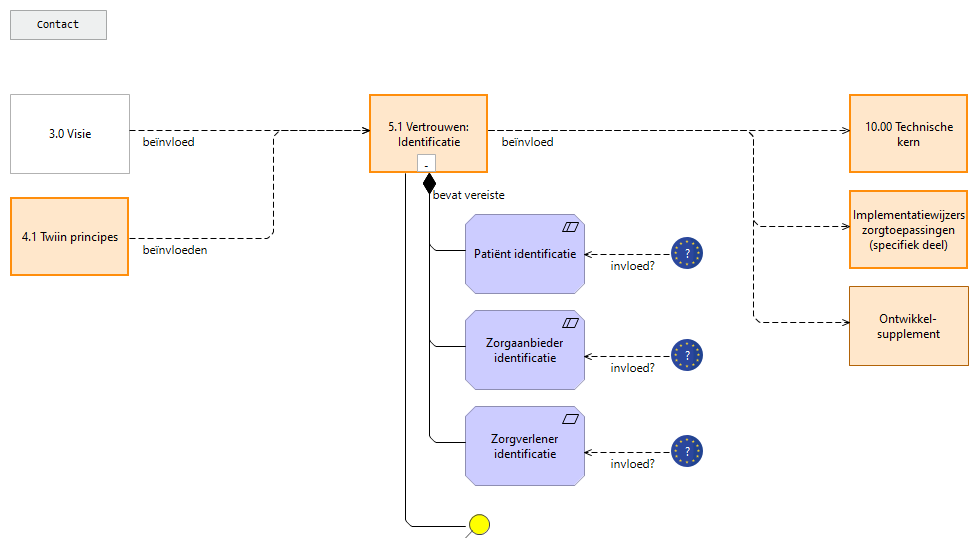 Contact
3.0 Visie
beïnvloed
5.1 Vertrouwen:
Identificatie
-
beïnvloed
10.00 Technische
kern
4.1 Twiin principes
beïnvloeden
bevat vereiste
Implementatiewijzers
zorgtoepassingen
(specifiek deel)
Patiënt identificatie
invloed?
?
Ontwikkel-
supplement
Zorgaanbieder
identificatie
invloed?
?
Zorgverlener
identificatie
invloed?
?